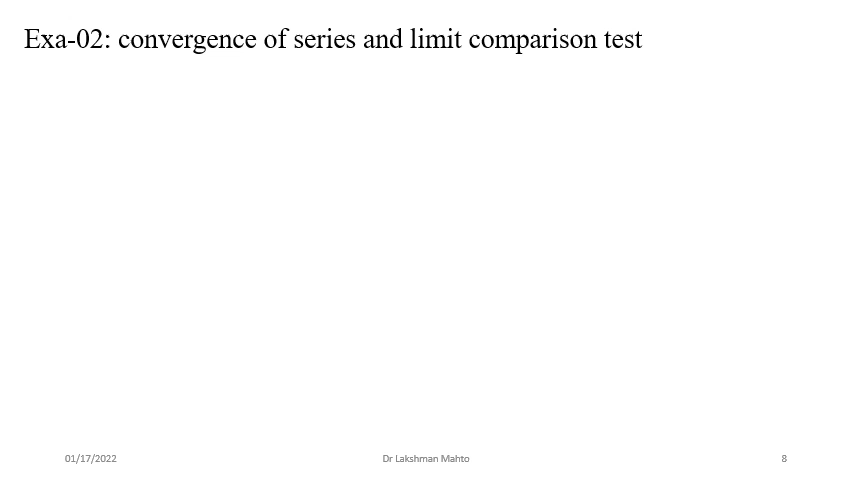 Exa-02: convergence of series and limit comparison test
01/17/2022
Dr Lakshman Mahto
8